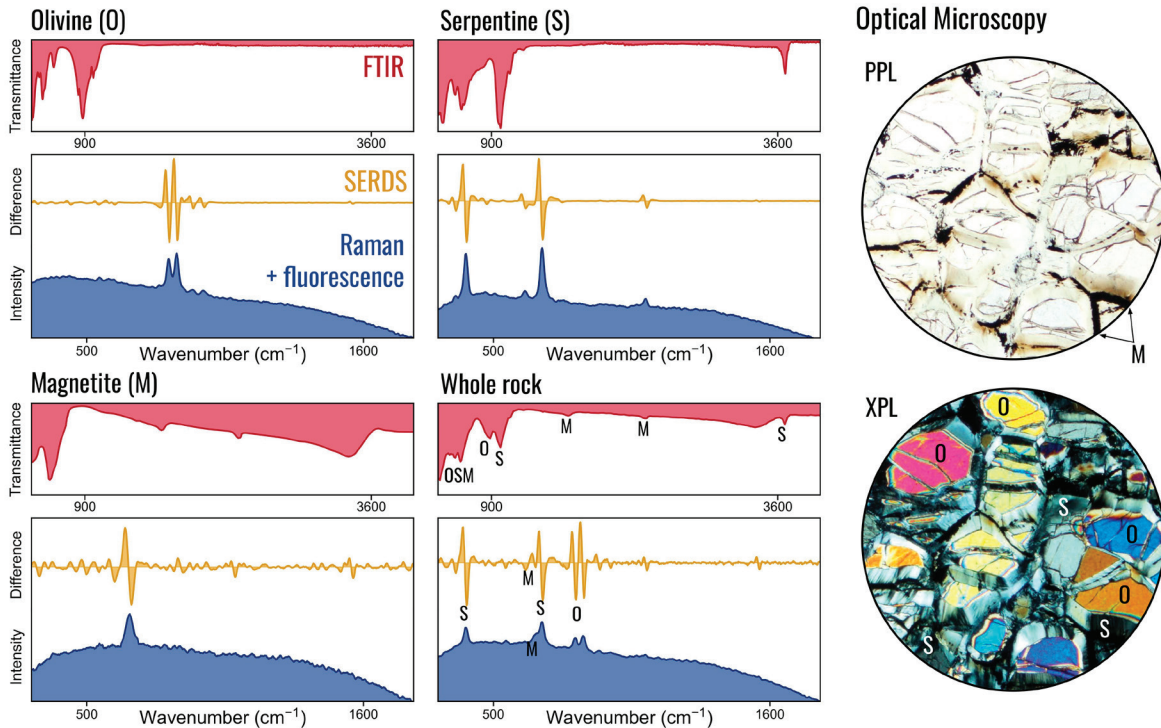 Olivine (O)
Transmittance
FTIR
900
3600
Difference
SERDS
Intensity
Raman
+ fluorescence
500
Wavenumber (cm⁻¹)
1600
Serpentine (S)
900
3600
500
Wavenumber (cm⁻¹)
1600
Magnetite (M)
Transmittance
900
3600
Difference
Intensity
500
Wavenumber (cm⁻¹)
1600
Whole rock
OSM
O
S
M
M
S
900
3600
M
S
S
O
M
500
Wavenumber (cm⁻¹)
1600
Optical Microscopy
PPL
M
XPL
O
O
S
O
O
S
S